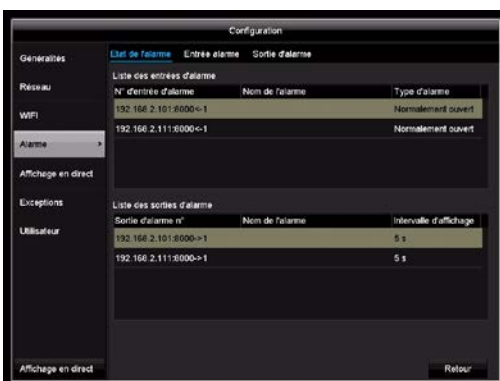 Configuration
Généralités
Réseau
WIFI
Alarme
Affichage en direct
Exceptions
Utilisateur
Affichage en direct
Etat de l'alarme Entrée alarme Sortie d'alarme
Liste des entrées d'alarme
N° d'entrée d'alarme Nom de l'alarme Type d'alarme
192.168.2.101:8000<-1 Normalement ouvert
192.168.2.111:8000<-1 Normalement ouvert
Liste des sorties d'alarme
Sortie d'alarme n° Nom de l'alarme Intervalle d'affichage
192.168.2.101:8000->1 5 s
192.168.2.111:8000->1 5 s
Retour